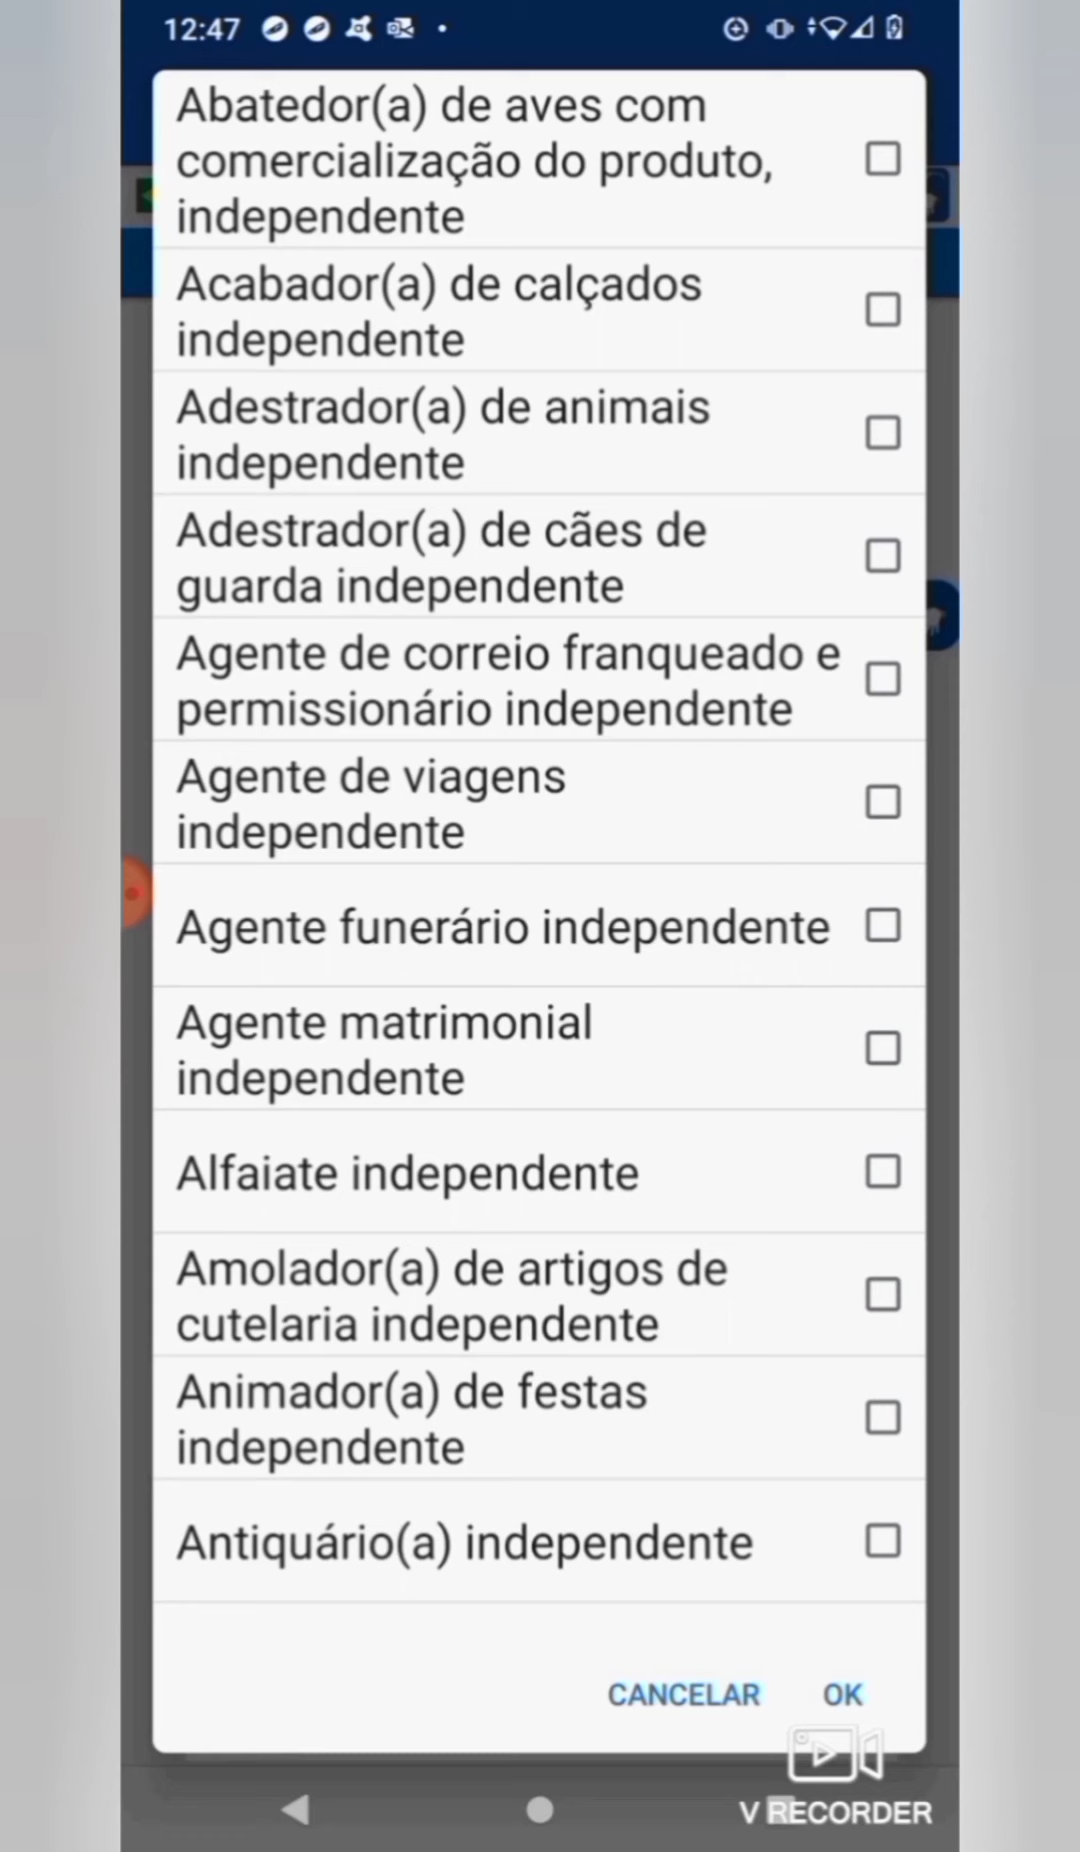 12:47
Abatedor(a) de aves com
comercialização do produto,
independente
Acabador(a) de calçados
independente
Adestrador(a) de animais
independente
Adestrador(a) de cães de
guarda independente
Agente de correio franqueado e
permissionário independente
Agente de viagens
independente
Agente funerário independente
Agente matrimonial
independente
Alfaiate independente
Amolador(a) de artigos de
cutelaria independente
Animador(a) de festas
independente
Antiquário(a) independente
CANCELAR OK
V RECORDER